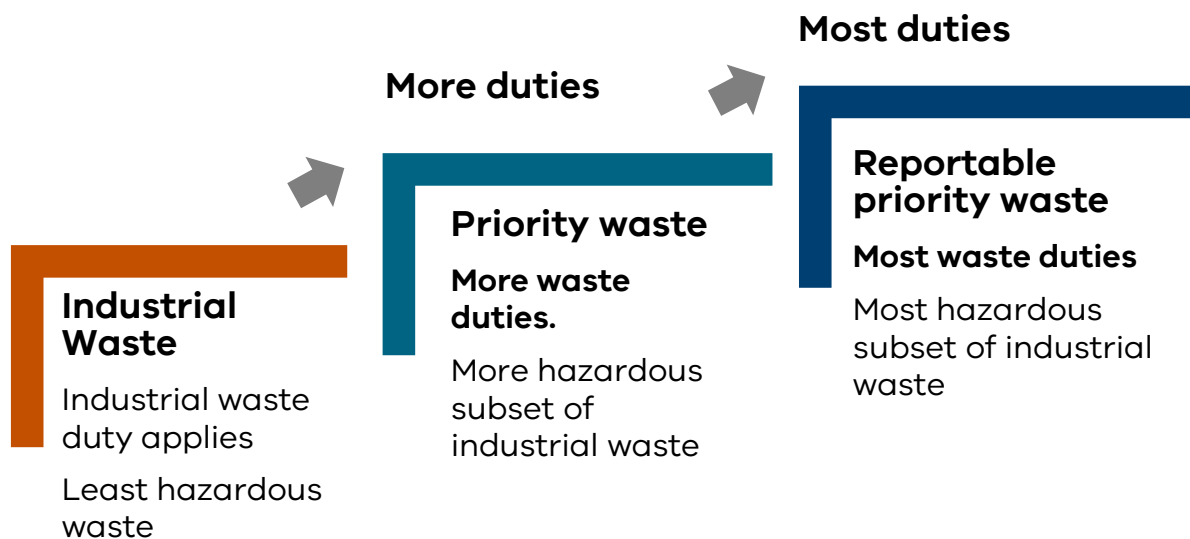 Most duties
More duties
Reportable
priority waste
Most waste duties
Most hazardous
subset of industrial
waste
Priority waste
More waste
duties.
More hazardous
subset of
industrial waste
Industrial
Waste
Industrial waste
duty applies
Least hazardous
waste